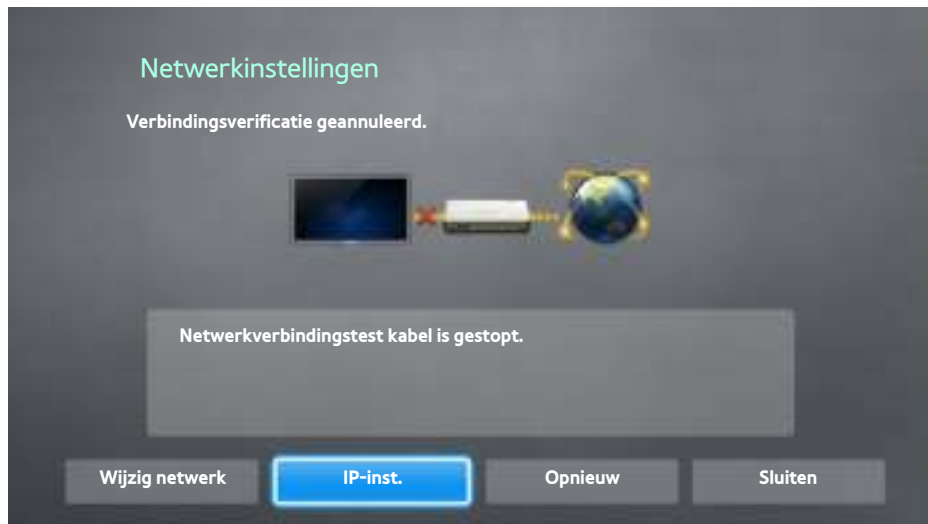 Netwerkinstellingen
Verbindingsverificatie geannuleerd.
Netwerkverbindingstest kabel is gestopt.
Wijzig netwerk
IP-inst.
Opnieuw
Sluiten